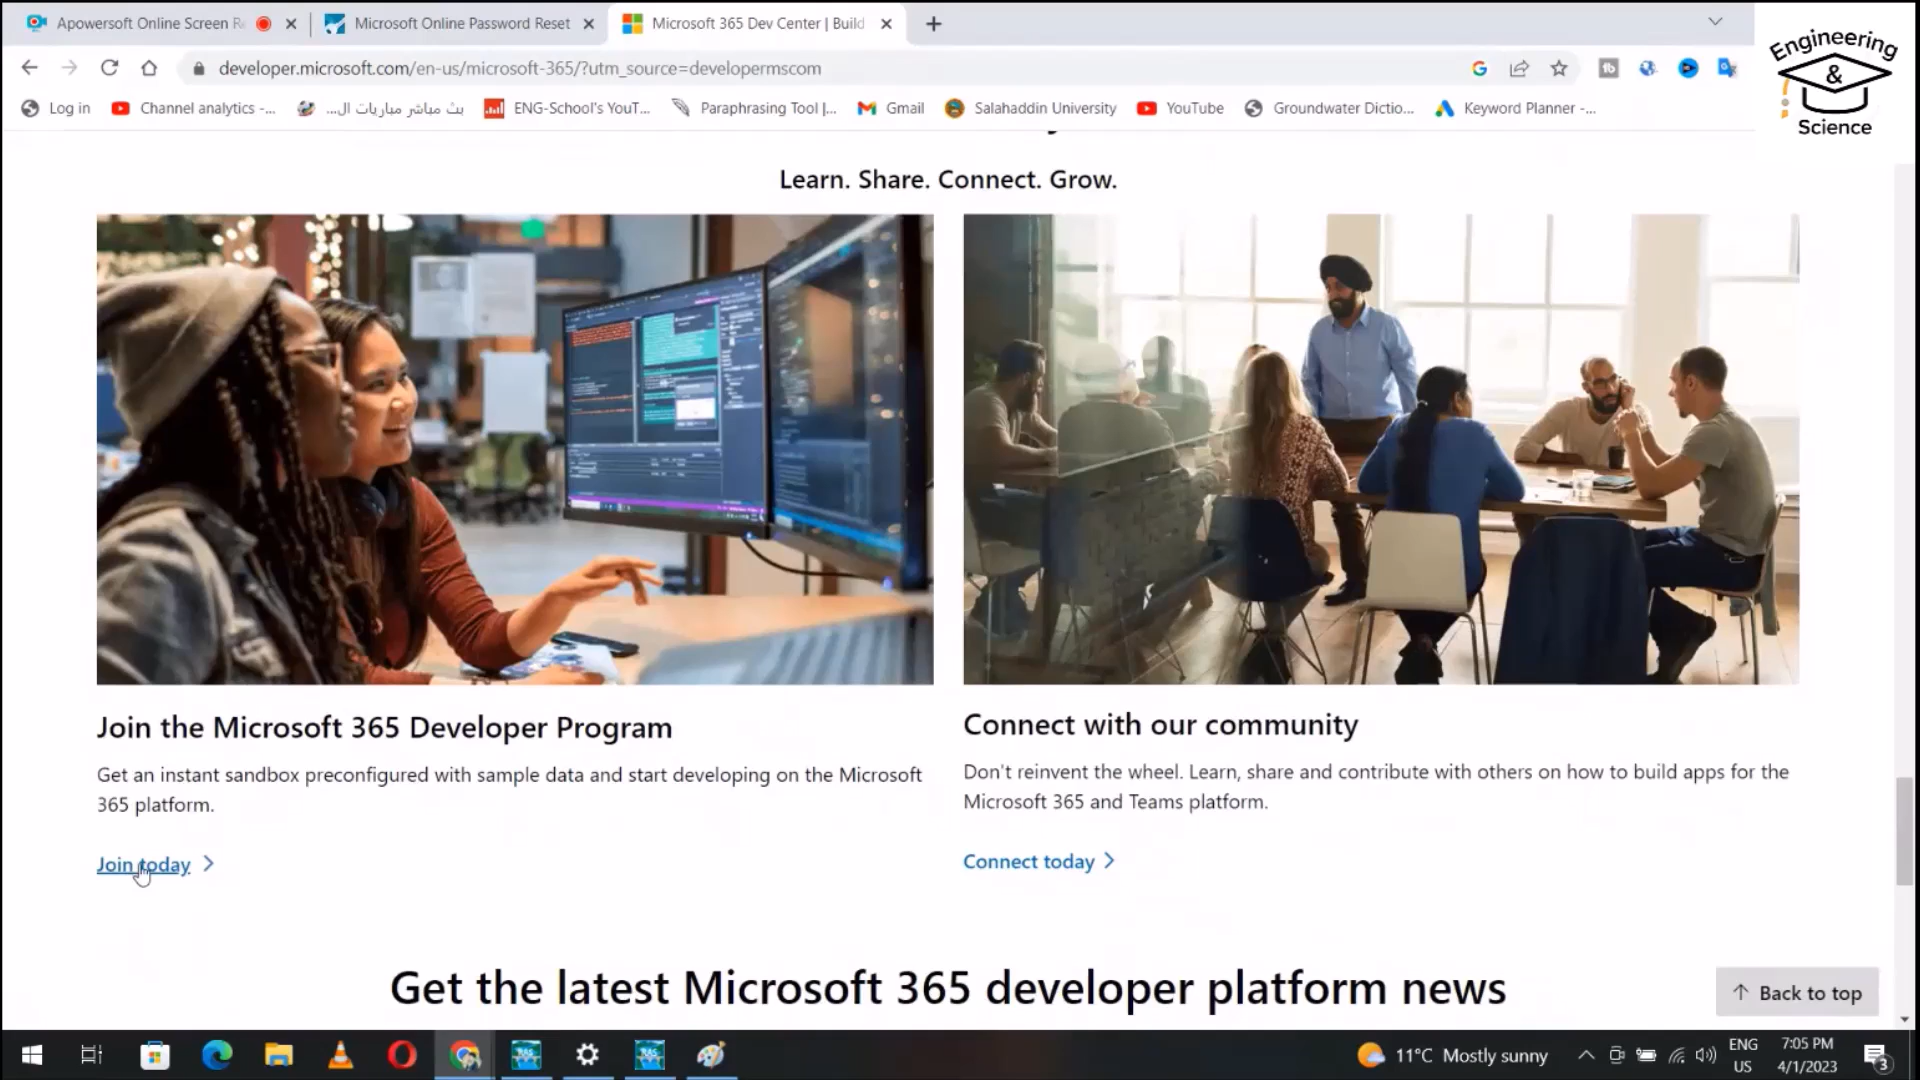 Apowersoft Online Screen Re
Microsoft Online Password Reset
Microsoft 365 Dev Center | Build
developer.microsoft.com/en-us/microsoft-365/?utm_source=developermscom
Log in
Channel analytics -...
بث مباشر مباريات ال...
ENG-School's YouT...
Paraphrasing Tool |...
Gmail
Salahaddin University
YouTube
Groundwater Dictio...
Keyword Planner -...
Engineering
&
Science
Learn. Share. Connect. Grow.
Join the Microsoft 365 Developer Program
Get an instant sandbox preconfigured with sample data and start developing on the Microsoft
365 platform.
Join today
Connect with our community
Don't reinvent the wheel. Learn, share and contribute with others on how to build apps for the
Microsoft 365 and Teams platform.
Connect today
Get the latest Microsoft 365 developer platform news
Back to top
11°C Mostly sunny
ENG
US
7:05 PM
4/1/2023
3